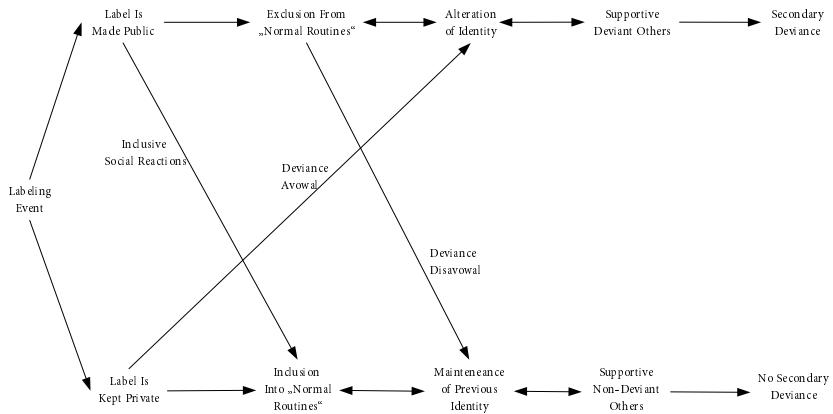 Label Is
Made Public
Exclusion From
„Normal Routines“
Alteration
of Identity
Supportive
Deviant Others
Secondary
Deviance
Inclusive
Social Reactions
Deviance
Avowal
Labeling
Event
Deviance
Disavowal
Label Is
Kept Private
Inclusion
Into „Normal
Routines“
Mainteneance
of Previous
Identity
Supportive
Non-Deviant
Others
No Secondary
Deviance